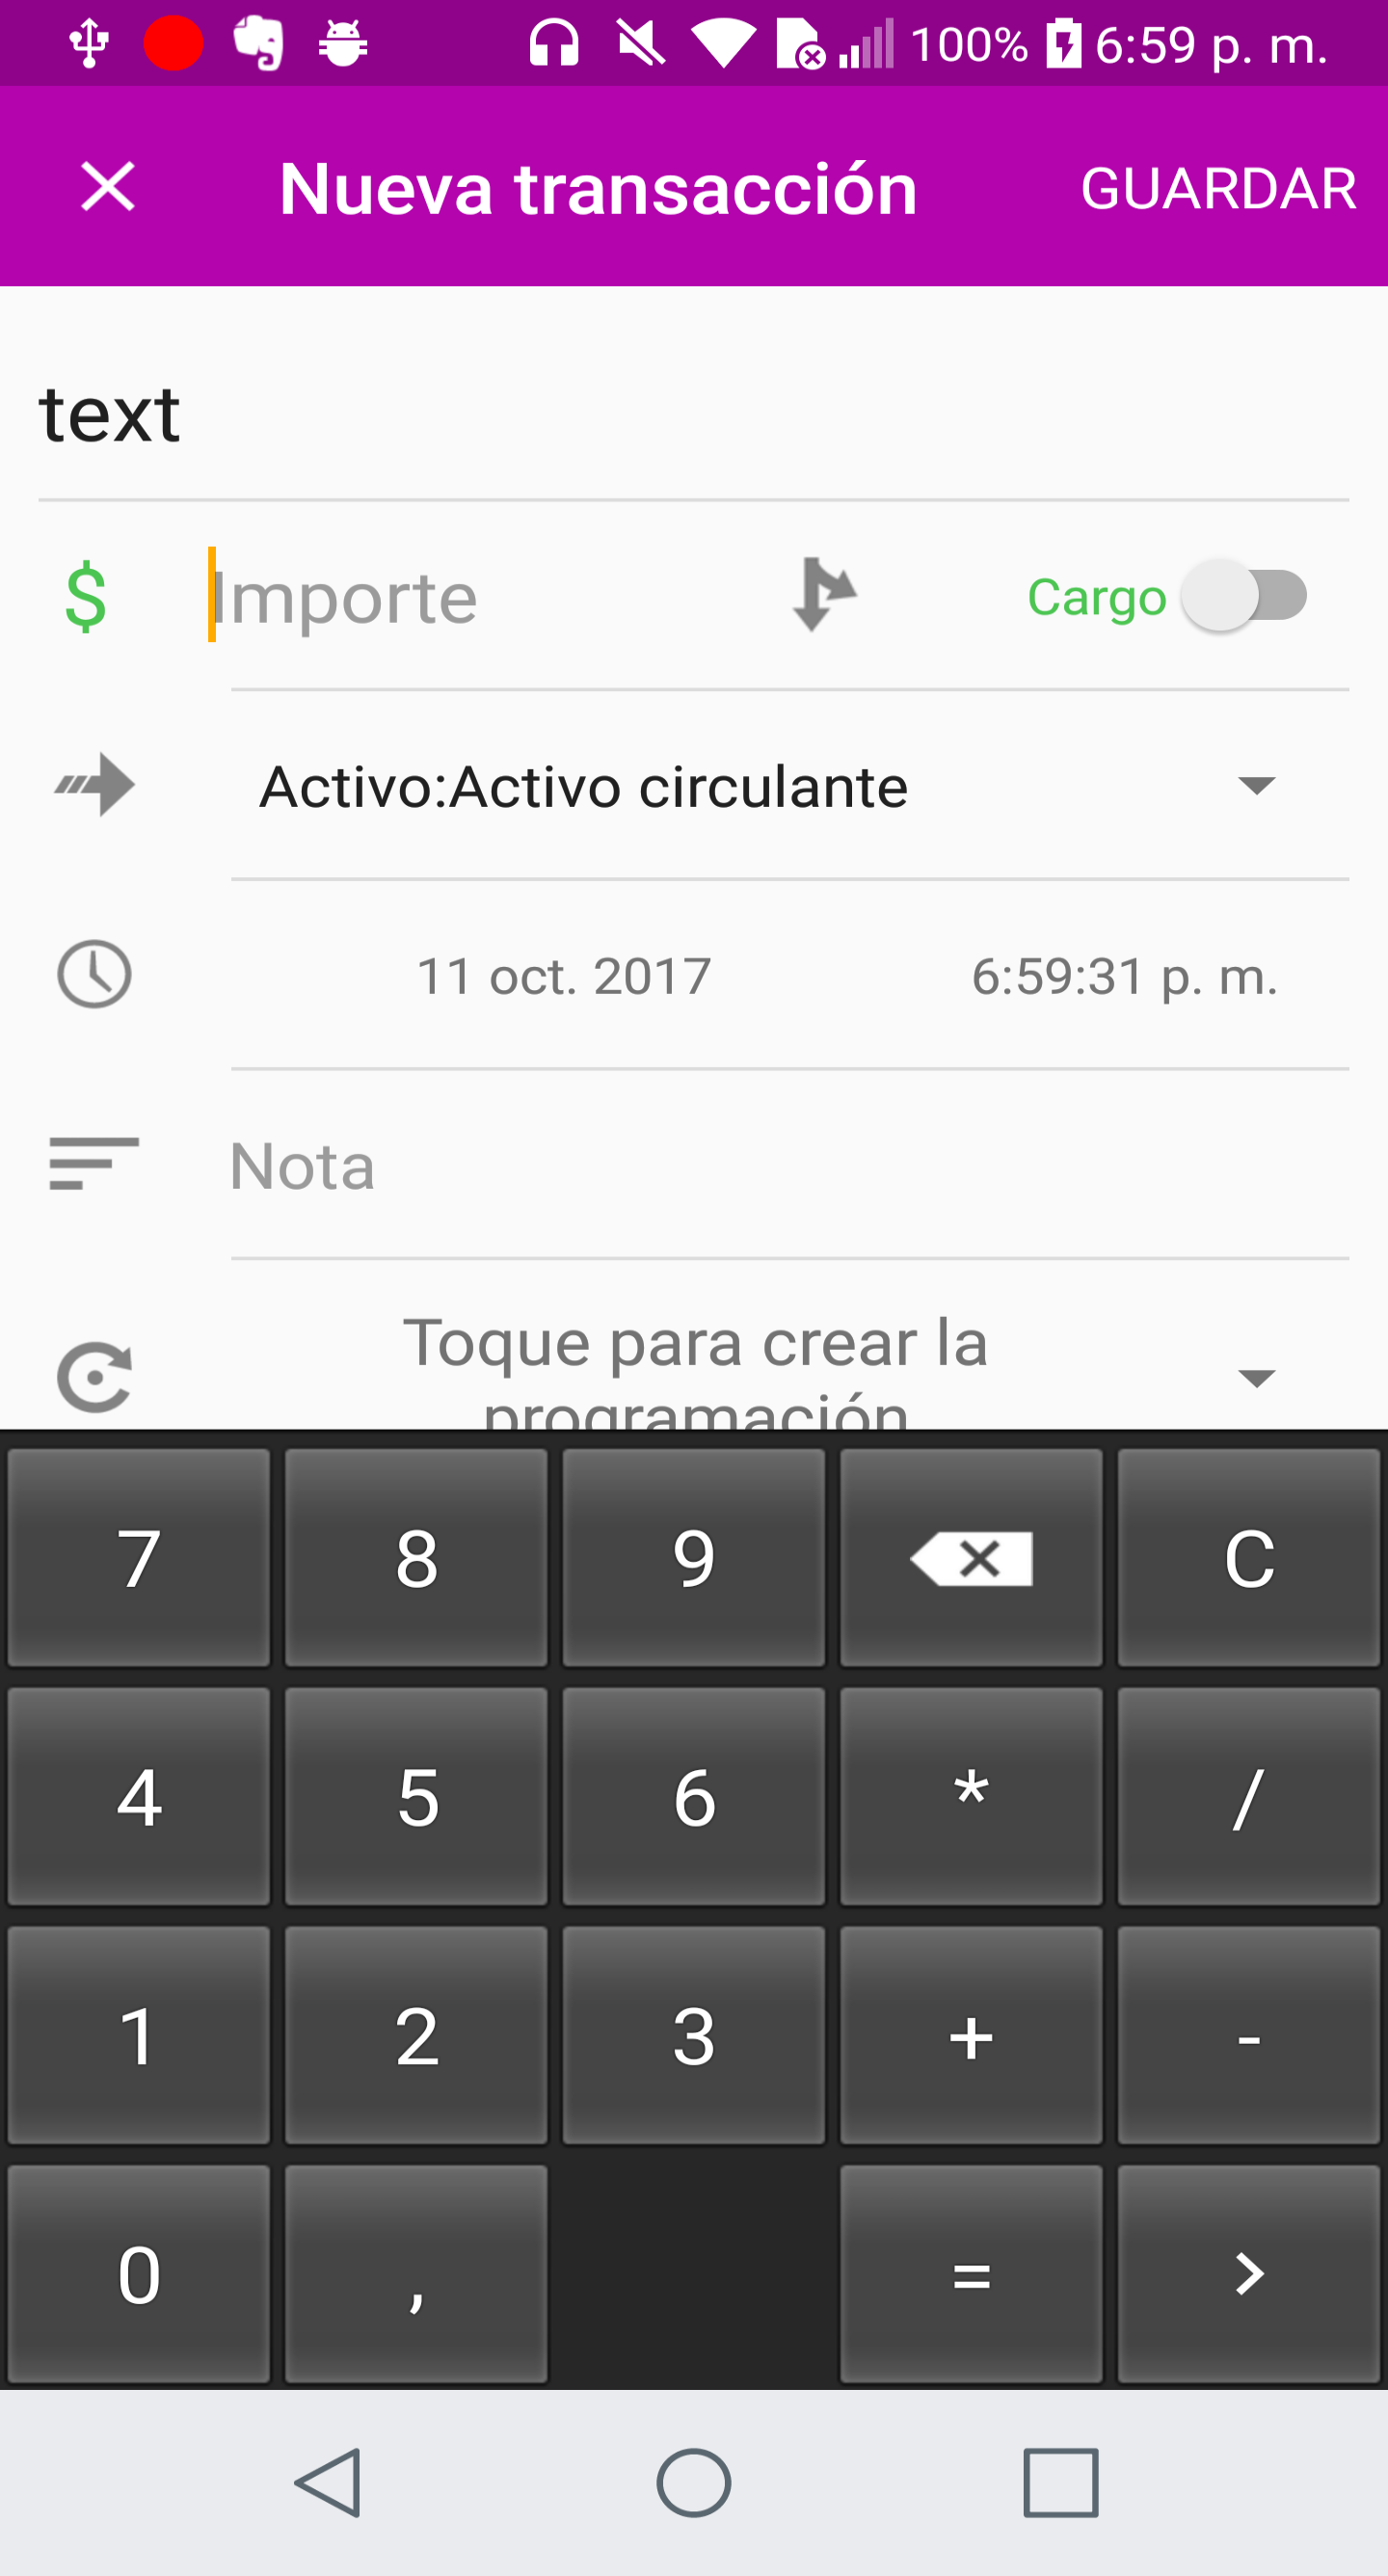 100% 6:59 p. m.
Nueva transacción GUARDAR
text
$ Importe Cargo
Activo:Activo circulante
11 oct. 2017 6:59:31 p. m.
Nota
Toque para crear la
programación
7 8 9 C
4 5 6 * /
1 2 3 + -
0 , = >